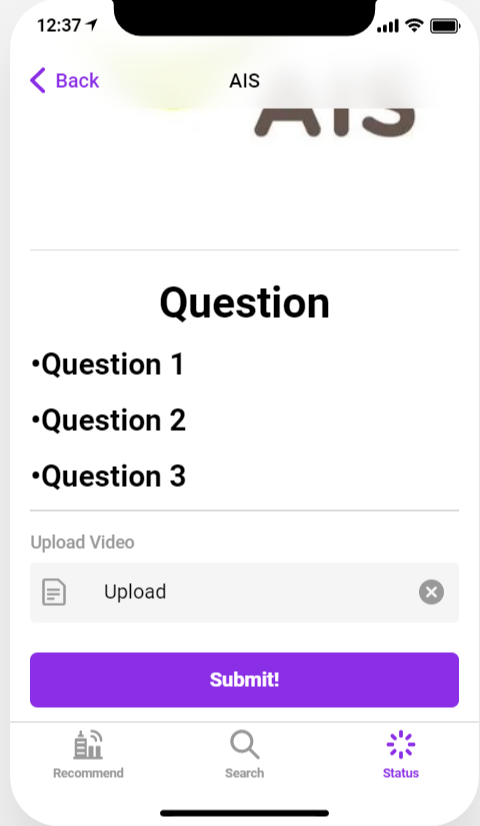 12:37
Back
AIS
AIS
Question
•Question 1
•Question 2
•Question 3
Upload Video
Upload
Submit!
Recommend
Search
Status